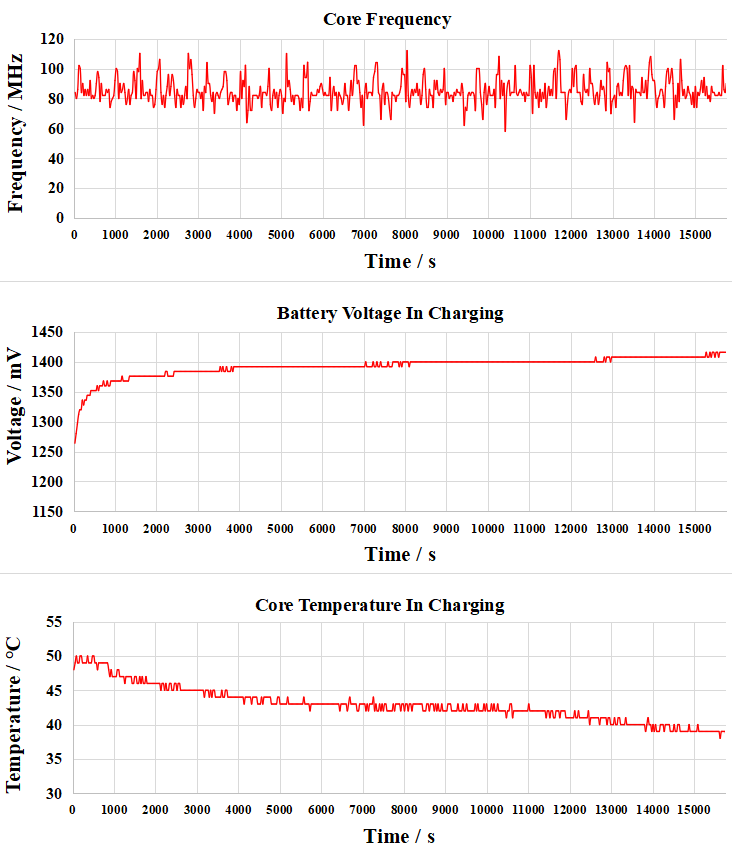 Core Frequency
Frequency / MHz
120
100
80
60
40
20
0
0 1000 2000 3000 4000 5000 6000 7000 8000 9000 10000 11000 12000 13000 14000 15000
Time / s
Battery Voltage In Charging
Voltage / mV
1450
1400
1350
1300
1250
1200
1150
0 1000 2000 3000 4000 5000 6000 7000 8000 9000 10000 11000 12000 13000 14000 15000
Time / s
Core Temperature In Charging
Temperature / °C
55
50
45
40
35
30
0 1000 2000 3000 4000 5000 6000 7000 8000 9000 10000 11000 12000 13000 14000 15000
Time / s